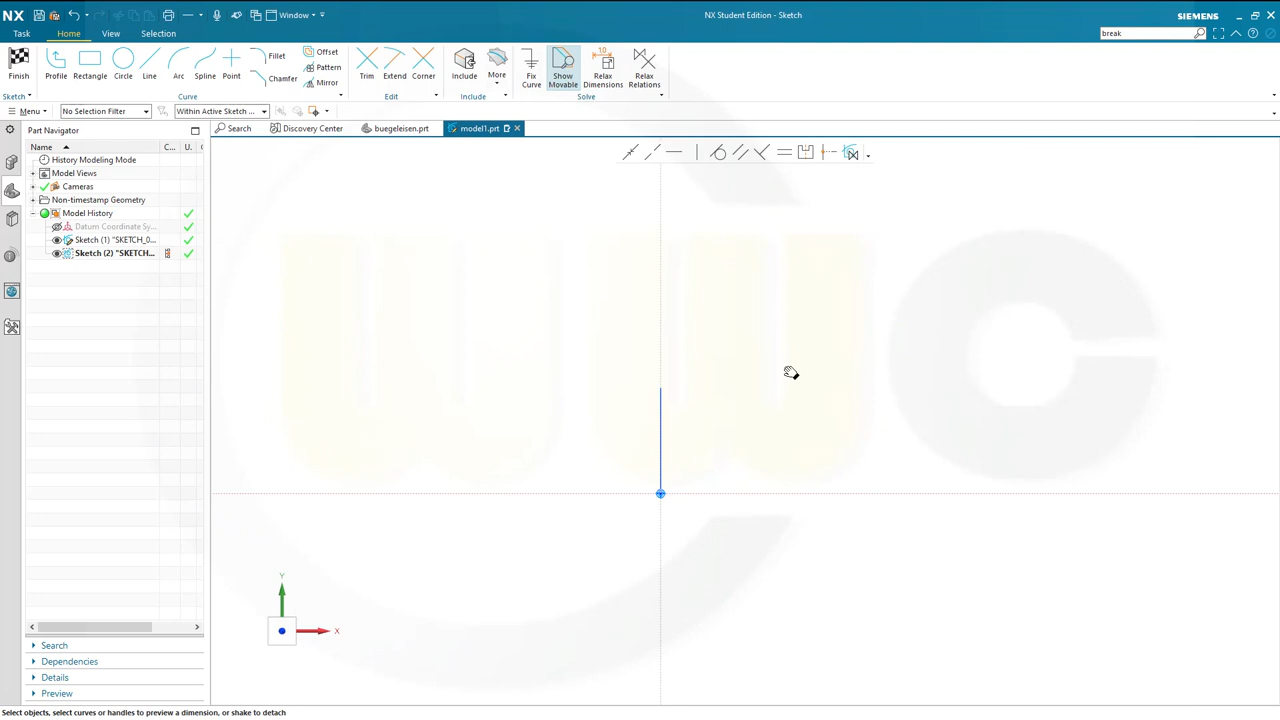 NX
Window
NX Student Edition - Sketch
SIEMENS
Task
Home
View
Selection
break
Finish
Profile
Rectangle
Circle
Line
Arc
Spline
Point
Fillet
Chamfer
Offset
Pattern
Mirror
Trim
Extend
Corner
Include
More
Fix
Curve
Show
Movable
10
Relax
Dimensions
Relax
Relations
Sketch
Curve
Edit
Include
Solve
Menu
No Selection Filter
Within Active Sketch ...
Part Navigator
Search
Discovery Center
buegeleisen.prt
model1.prt
Name
C...
U.
History Modeling Mode
Model Views
Cameras
Non-timestamp Geometry
Model History
Datum Coordinate Sy...
Sketch (1) "SKETCH_0...
Sketch (2) "SKETCH...
wwc
Y
X
Search
Dependencies
Details
Preview
Select objects, select curves or handles to preview a dimension, or shake to detach